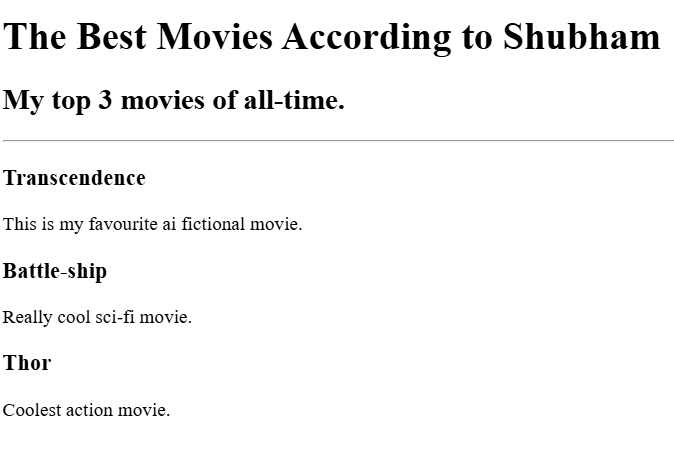 The Best Movies According to Shubham
My top 3 movies of all-time.
Transcendence
This is my favourite ai fictional movie.
Battle-ship
Really cool sci-fi movie.
Thor
Coolest action movie.